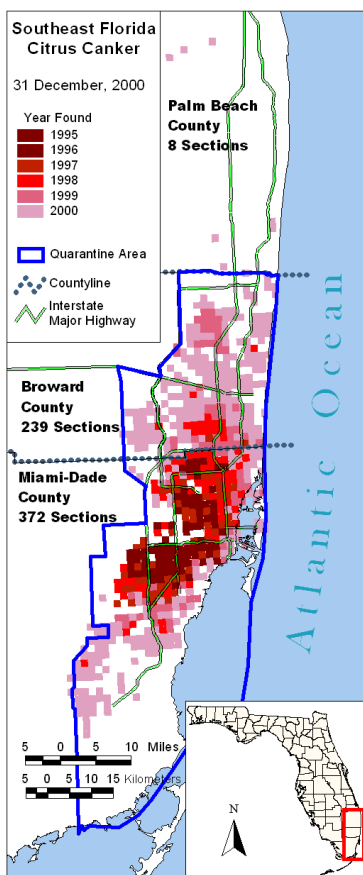 Southeast Florida
Citrus Canker
31 December, 2000
Year Found
1995
1996
1997
1998
1999
2000
Quarantine Area
Countyline
Interstate
Major Highway
Palm Beach
County
8 Sections
Broward
County
239 Sections
Miami-Dade
County
372 Sections
Atlantic Ocean
5 0 5 10 Miles
5 0 5 10 15 Kilometers
N